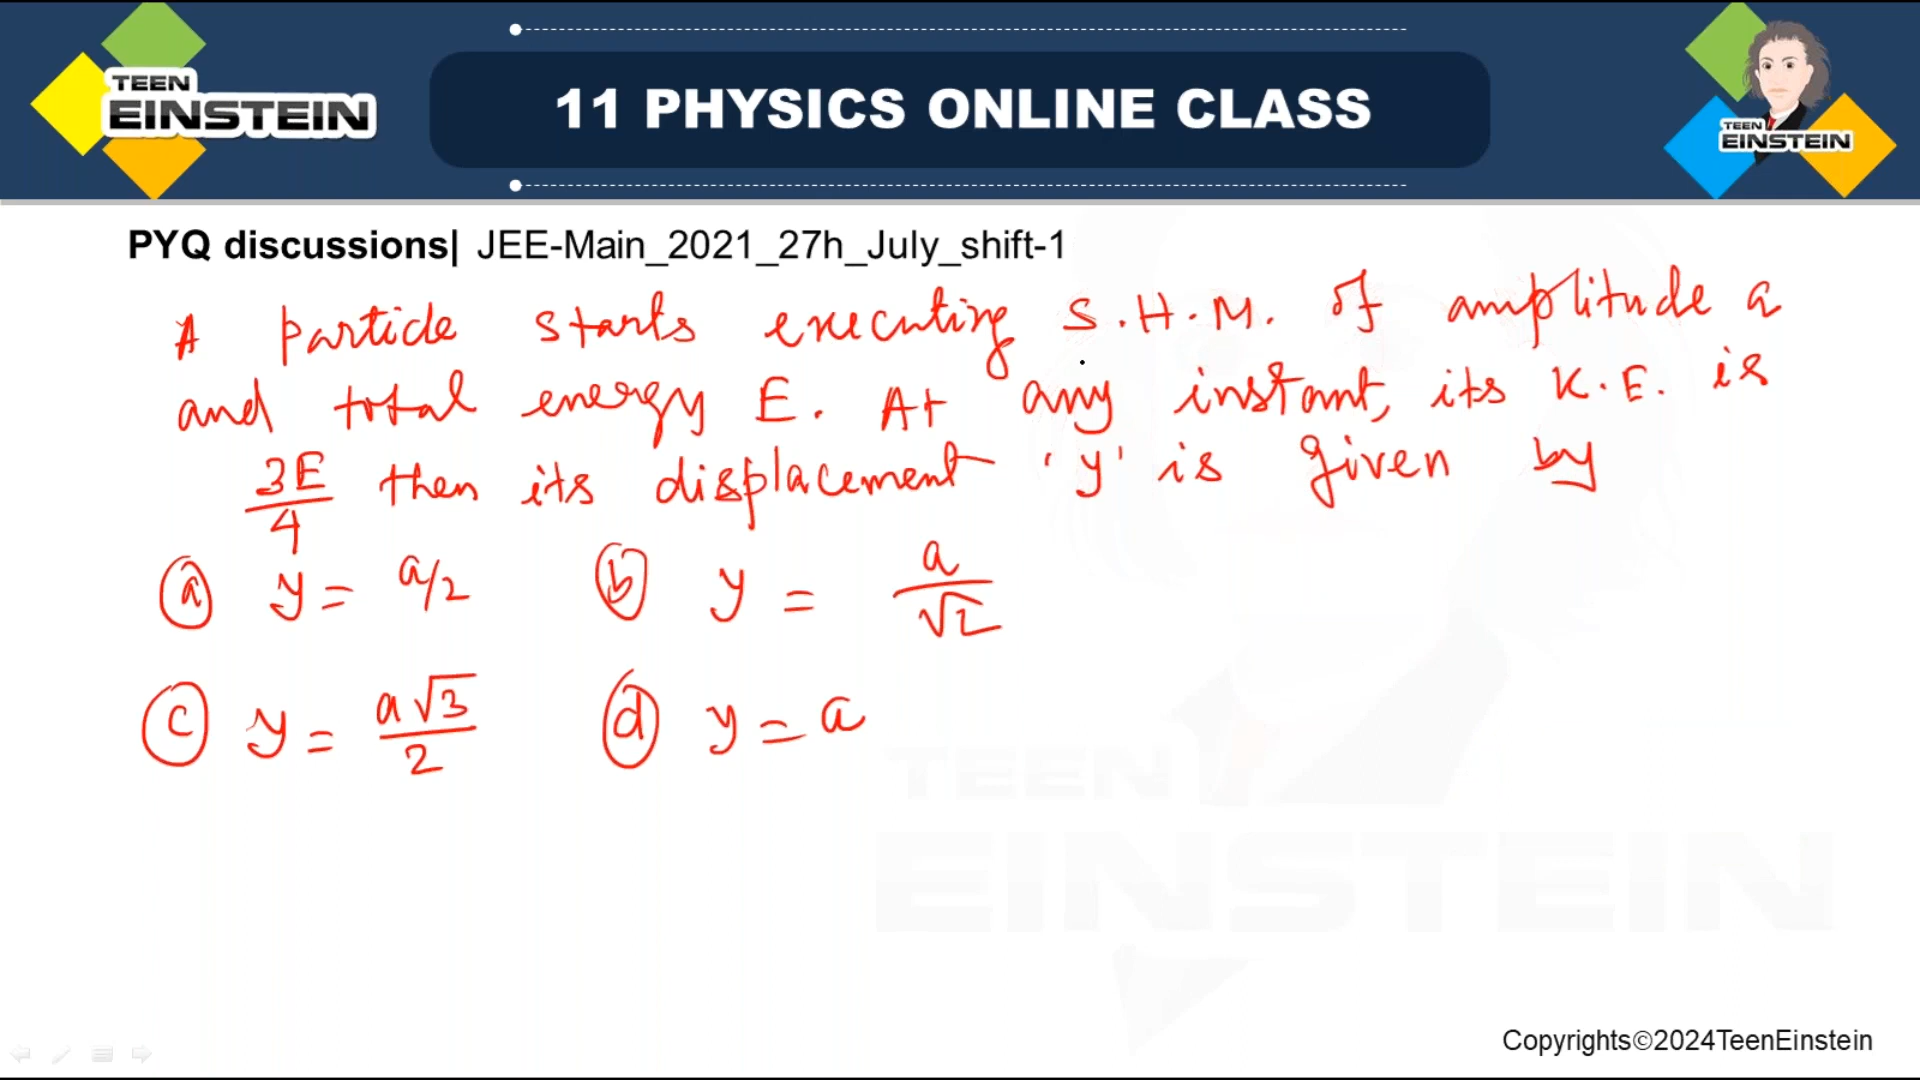 TEEN
EINSTEIN
11 PHYSICS ONLINE CLASS
TEEN
EINSTEIN
PYQ discussions| JEE-Main_2021_27h_July_shift-1
A particle starts executing S.H.M. of amplitude a
and total energy E. At any instant, its K.E. is
3E/4 then its displacement 'y' is given by
(a) y = a/2 (b) y = a/√2
(c) y = a√3/2 (d) y = a
TEEN
EINSTEIN
Copyrights©2024TeenEinstein